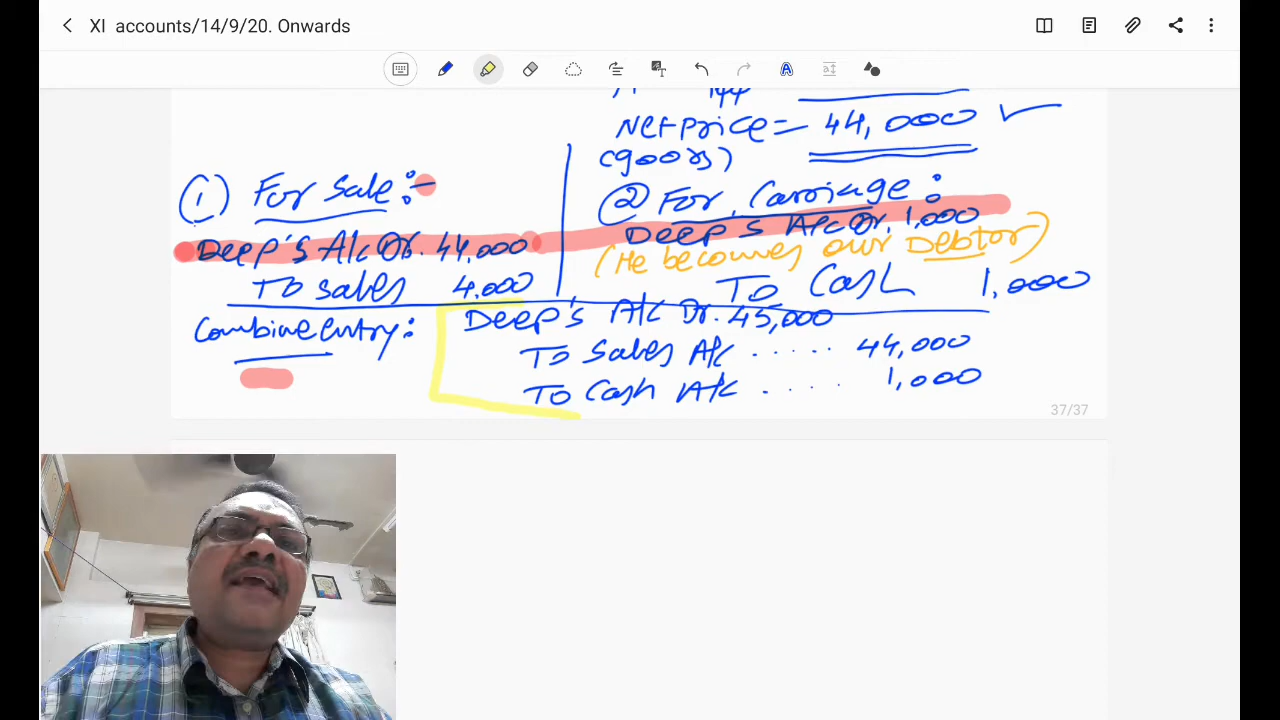 XI accounts/14/9/20. Onwards
Net price = 44,000
(goods)
(1) For Sale :-
Deep's A/c Dr. 44,000
To sales 4,000
② For Carriage :
Deep's A/c Dr. 1,000
(He becomes our Debtor)
To Cash 1,000
Combine entry :
Deep's A/c Dr. 45,000
To Sales A/c ..... 44,000
To Cash A/c .... 1,000
37/37